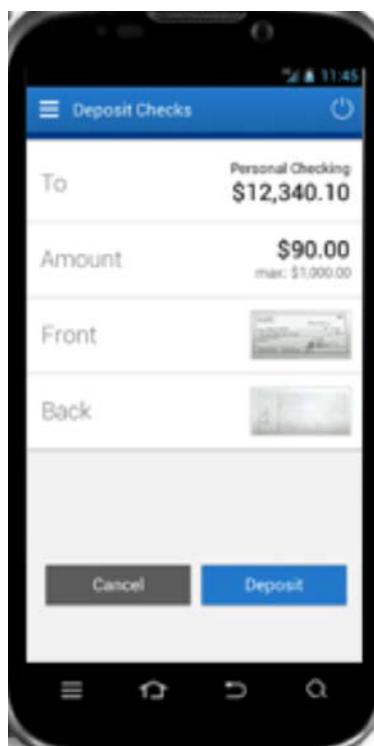 11:45
Deposit Checks
To
Personal Checking
$12,340.10
Amount
$90.00
max: $1,000.00
Front
Back
Cancel
Deposit